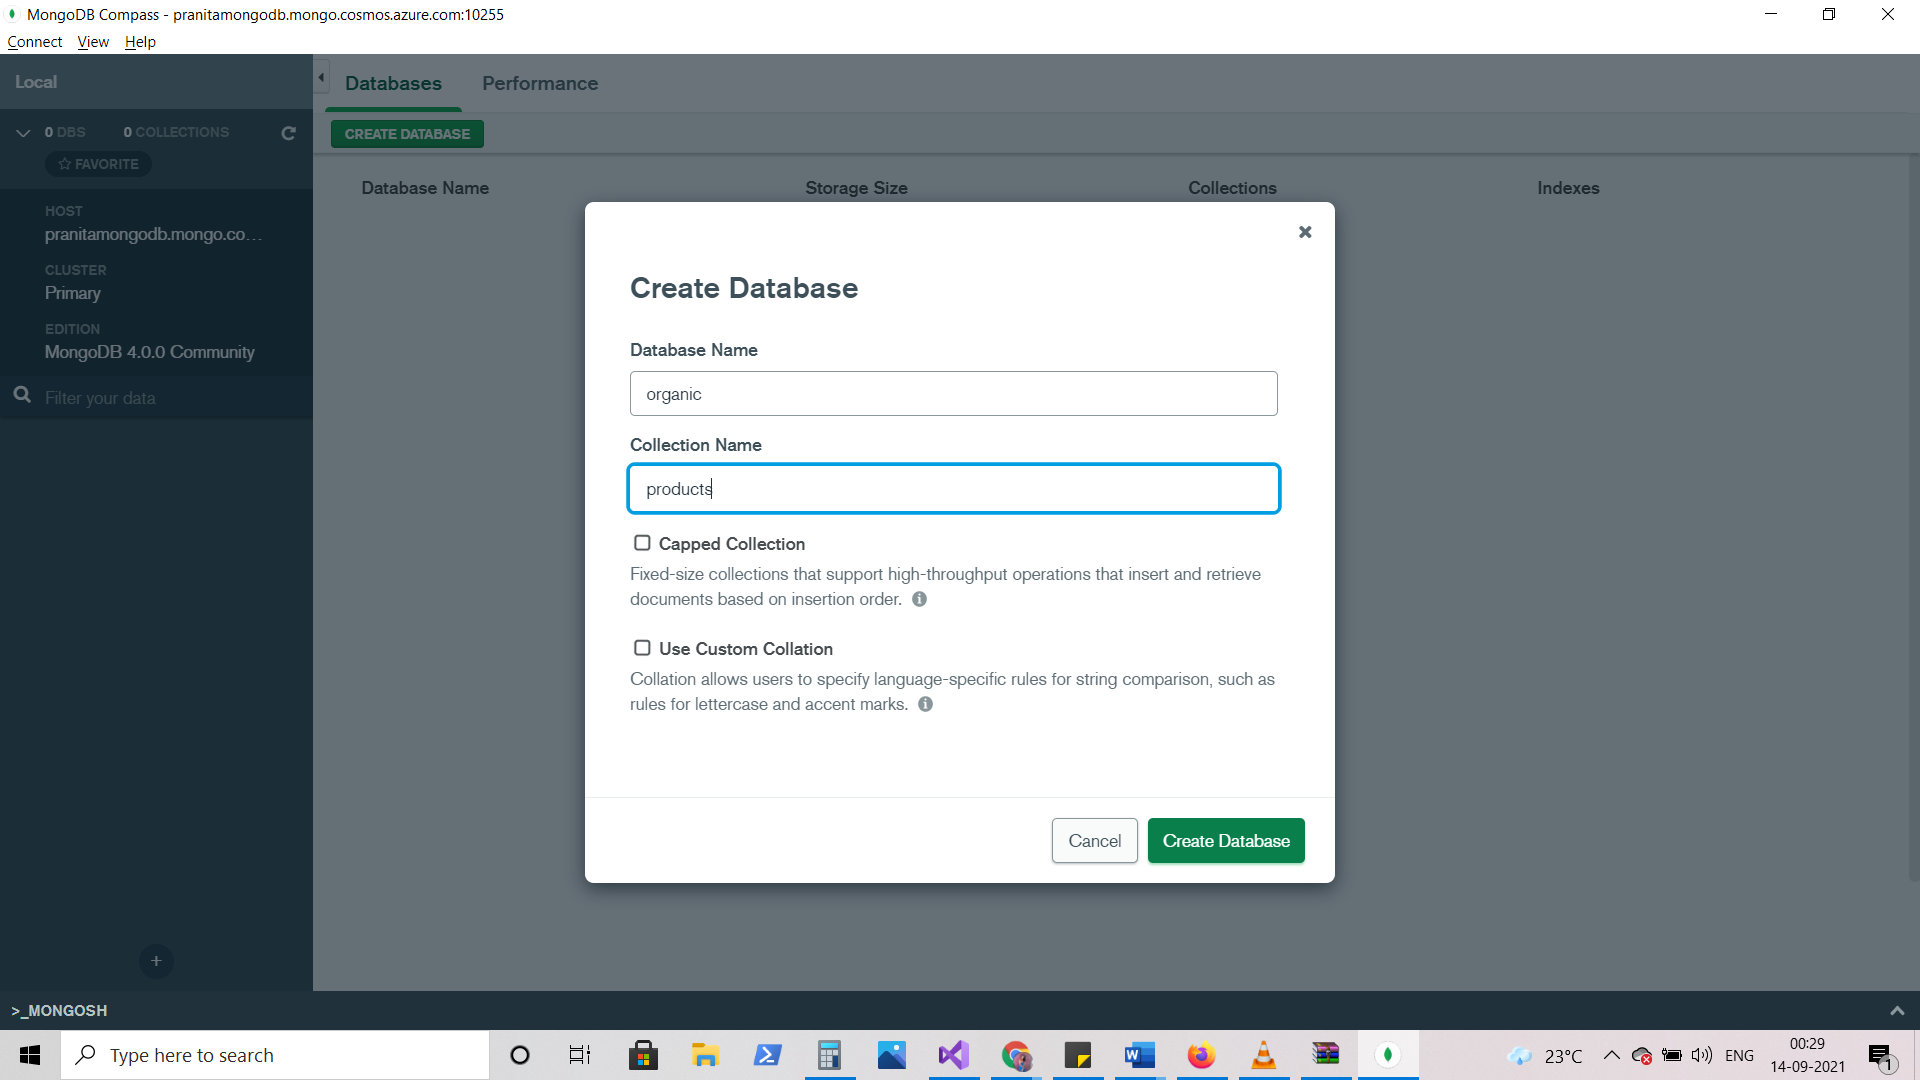 MongoDB Compass - pranitamongodb.mongo.cosmos.azure.com:10255
Connect View Help
Local
Databases Performance
0 DBS 0 COLLECTIONS
FAVORITE
CREATE DATABASE
Database Name Storage Size Collections Indexes
HOST
pranitamongodb.mongo.co...
CLUSTER
Primary
EDITION
MongoDB 4.0.0 Community
Filter your data
Create Database
Database Name
organic
Collection Name
products
Capped Collection
Fixed-size collections that support high-throughput operations that insert and retrieve
documents based on insertion order.
Use Custom Collation
Collation allows users to specify language-specific rules for string comparison, such as
rules for lettercase and accent marks.
Cancel Create Database
>_MONGOSH
Type here to search
23°C
ENG
00:29
14-09-2021
1